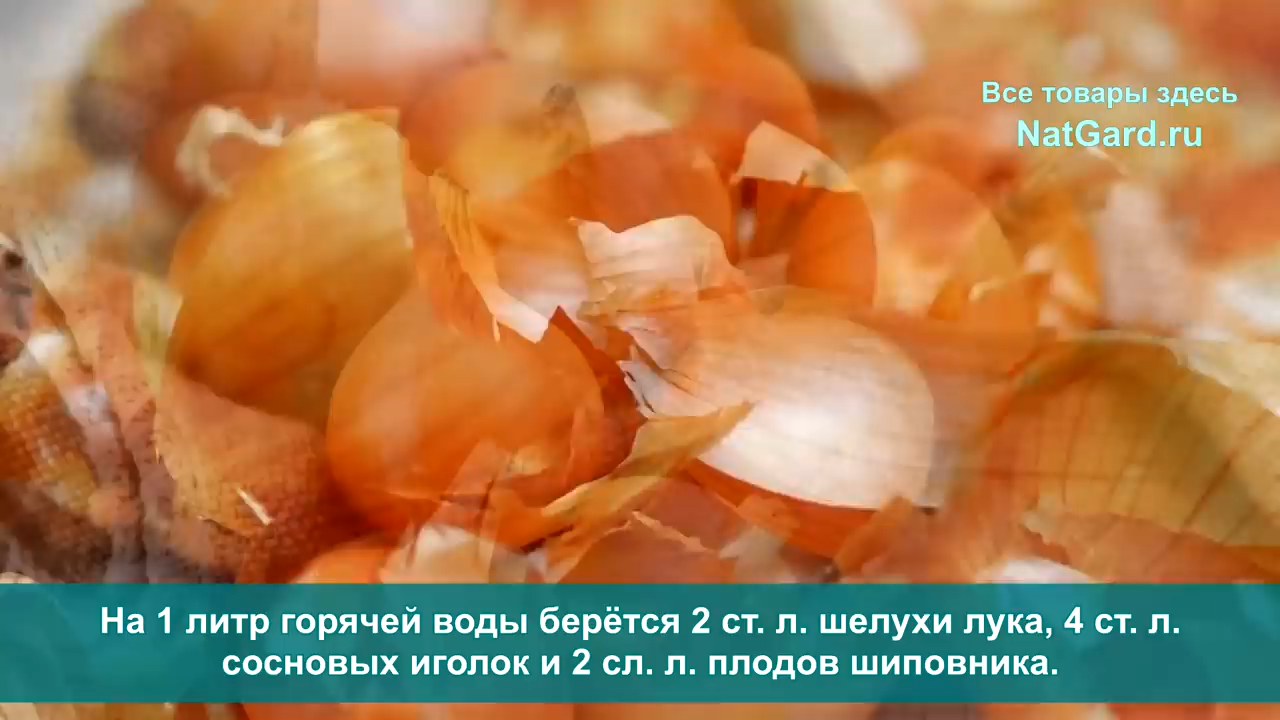 Все товары здесь
NatGard.ru
На 1 литр горячей воды берётся 2 ст. л. шелухи лука, 4 ст. л.
сосновых иголок и 2 сл. л. плодов шиповника.